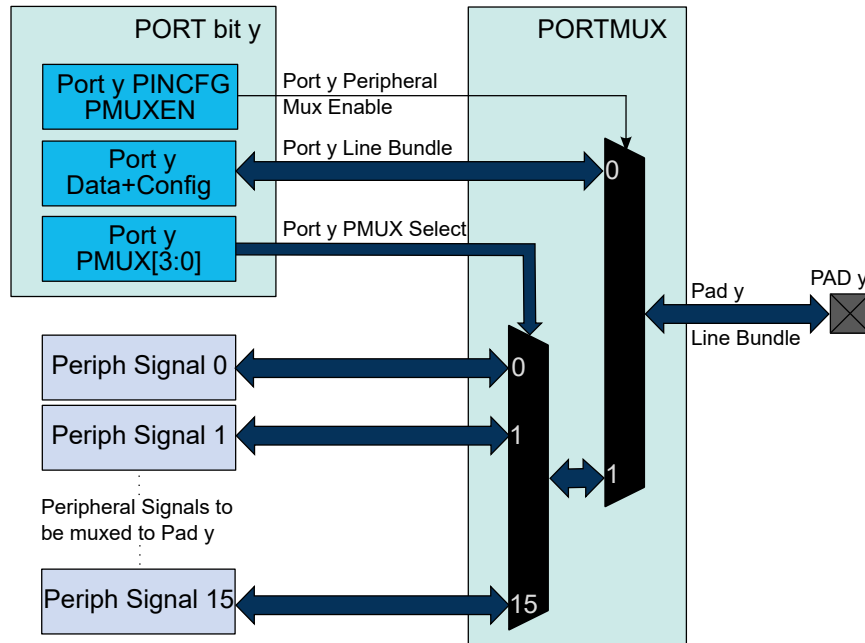 PORT bit y
PORTMUX
Port y PINCFG
PMUXEN
Port y Peripheral
Mux Enable
Port y
Data+Config
Port y Line Bundle
0
Port y
PMUX[3:0]
Port y PMUX Select
Pad y
Line Bundle
PAD y
Periph Signal 0
0
Periph Signal 1
1
1
Peripheral Signals to
be muxed to Pad y
Periph Signal 15
15